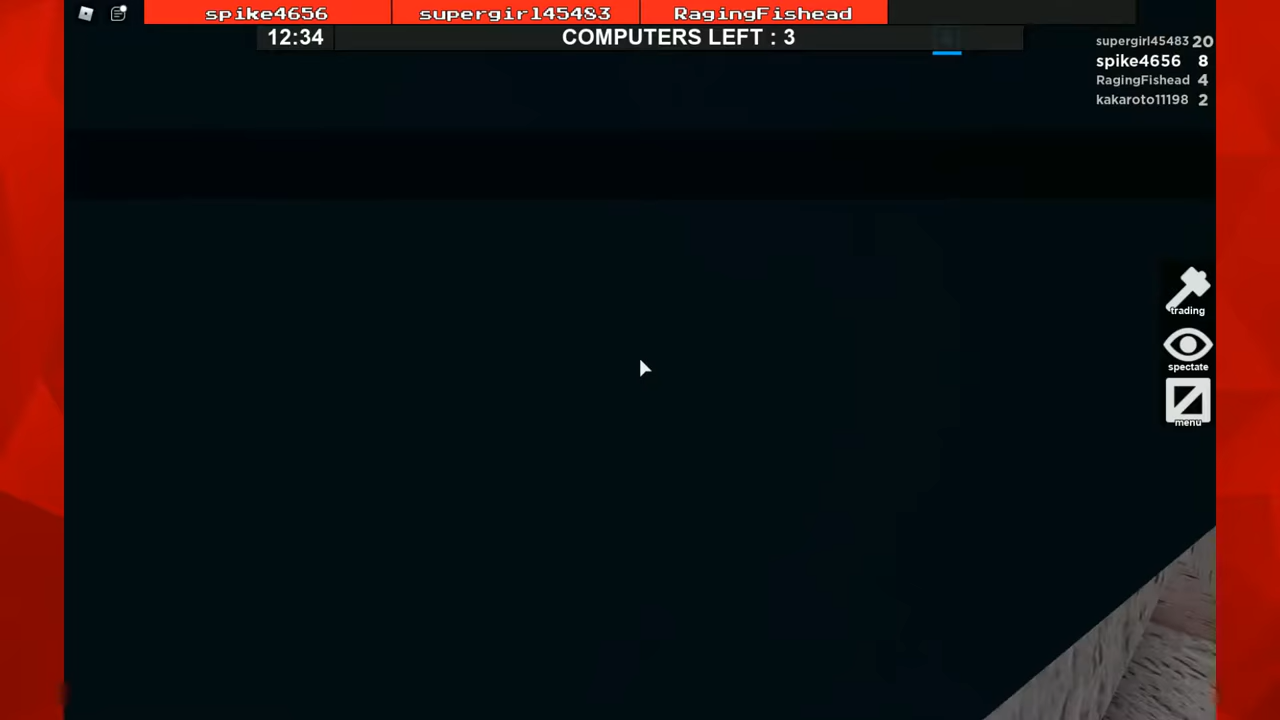 spike4656 supergirl45483 RagingFishead
12:34 COMPUTERS LEFT : 3
supergirl45483 20
spike4656 8
RagingFishead 4
kakaroto11198 2
trading
spectate
menu